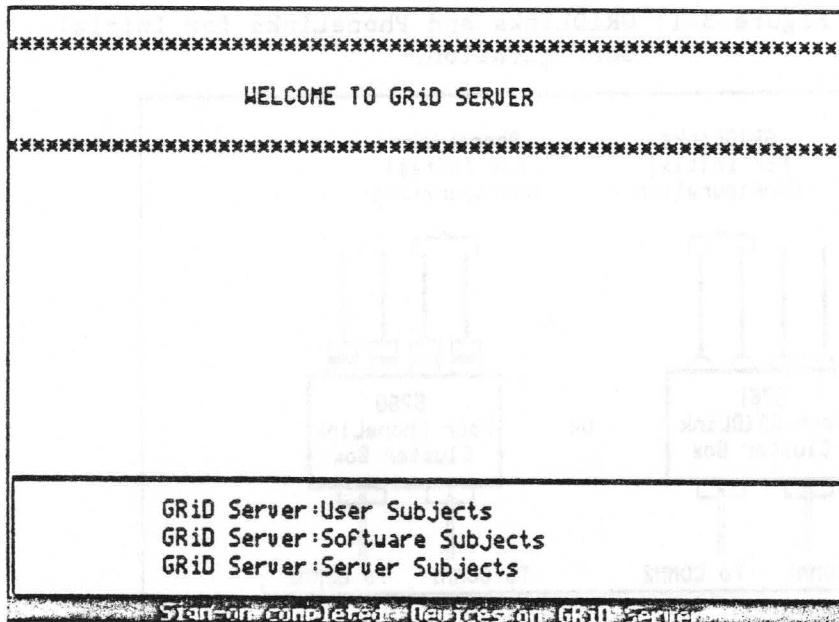 WELCOME TO GRiD SERVER
GRiD Server:User Subjects
GRiD Server:Software Subjects
GRiD Server:Server Subjects
Sign-on completed: Devices on GRiD Server